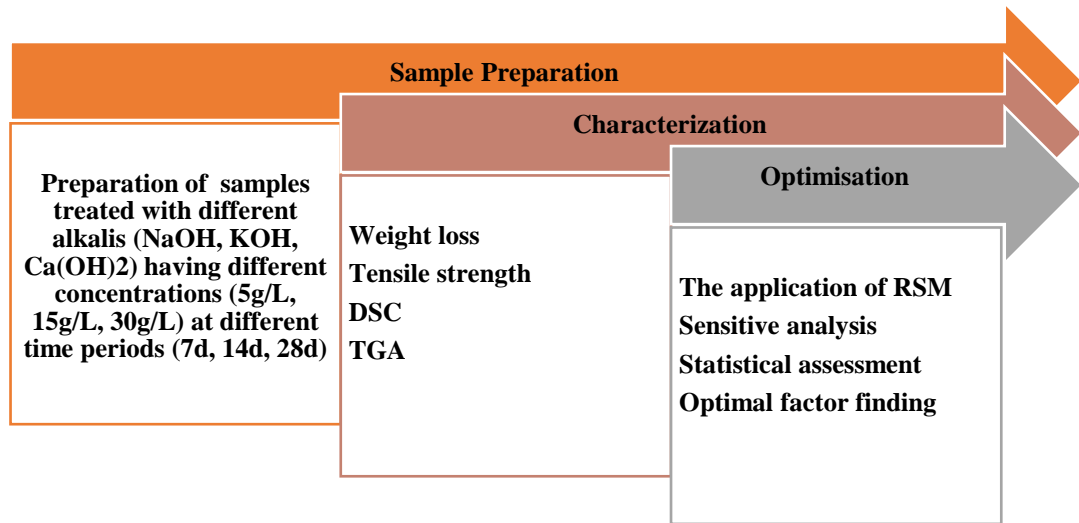 Sample Preparation
Characterization
Optimisation
Preparation of samples
treated with different
alkalis (NaOH, KOH,
Ca(OH)2) having different
concentrations (5g/L,
15g/L, 30g/L) at different
time periods (7d, 14d, 28d)
Weight loss
Tensile strength
DSC
TGA
The application of RSM
Sensitive analysis
Statistical assessment
Optimal factor finding